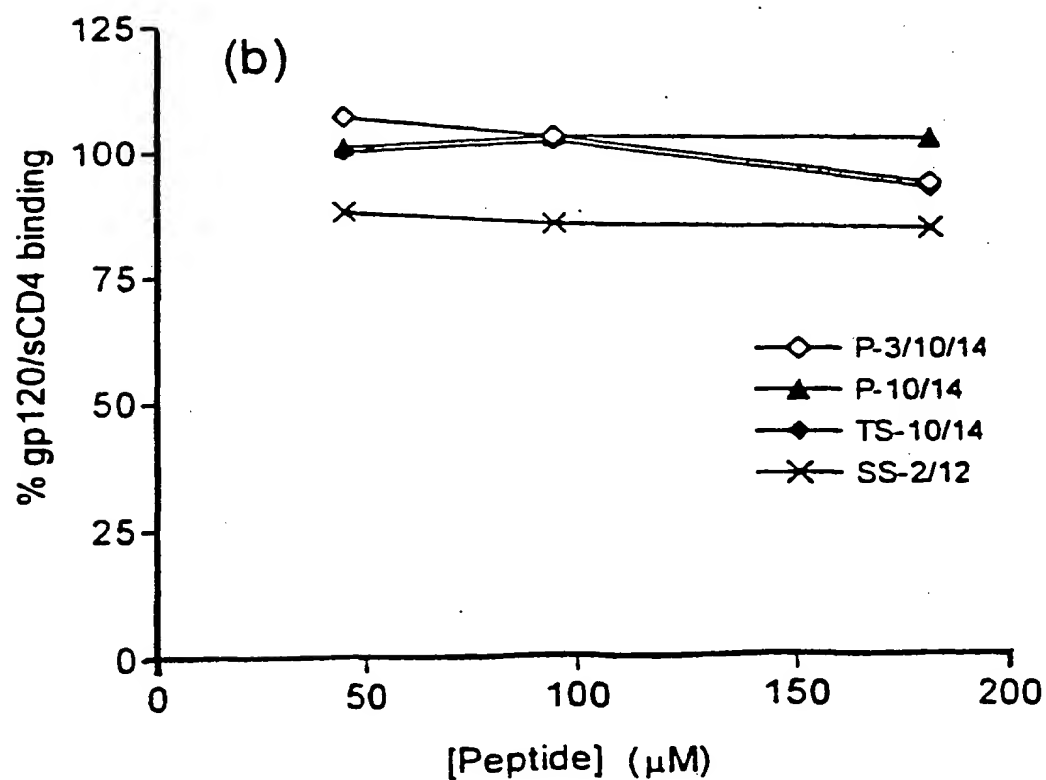 (b)
% gp120/sCD4 binding
125
100
75
50
25
0
P-3/10/14
P-10/14
TS-10/14
SS-2/12
0 50 100 150 200
[Peptide] (μM)